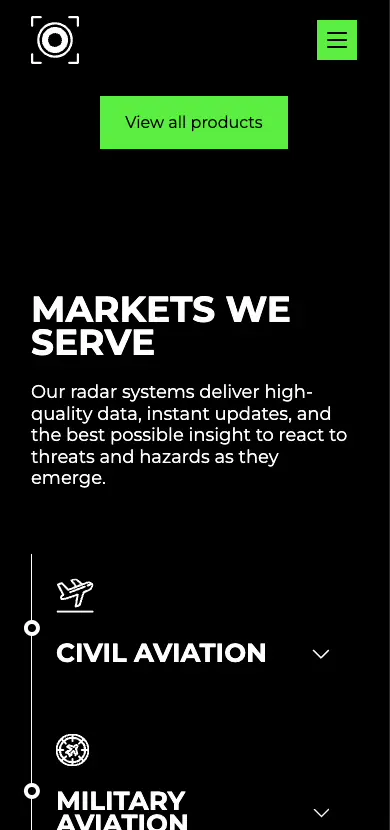 View all products
MARKETS WE
SERVE
Our radar systems deliver high-
quality data, instant updates, and
the best possible insight to react to
threats and hazards as they
emerge.
CIVIL AVIATION
MILITARY
AVIATION